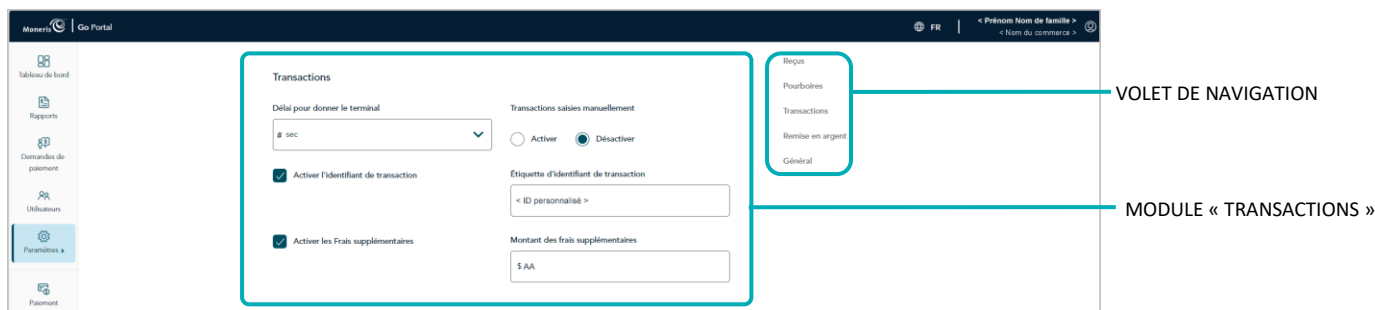 Moneris Go Portal
FR
< Prénom Nom de famille >
< Nom du commerce >
Tableau de bord
Rapports
Demandes de
paiement
Utilisateurs
Paramètres
Paiement
Transactions
Délai pour donner le terminal
# sec
Transactions saisies manuellement
Activer
Désactiver
Activer l'identifiant de transaction
Étiquette d'identifiant de transaction
< ID personnalisé >
Activer les Frais supplémentaires
Montant des frais supplémentaires
$ AA
Reçus
Pourboires
Transactions
Remise en argent
Général
VOLET DE NAVIGATION
MODULE « TRANSACTIONS »